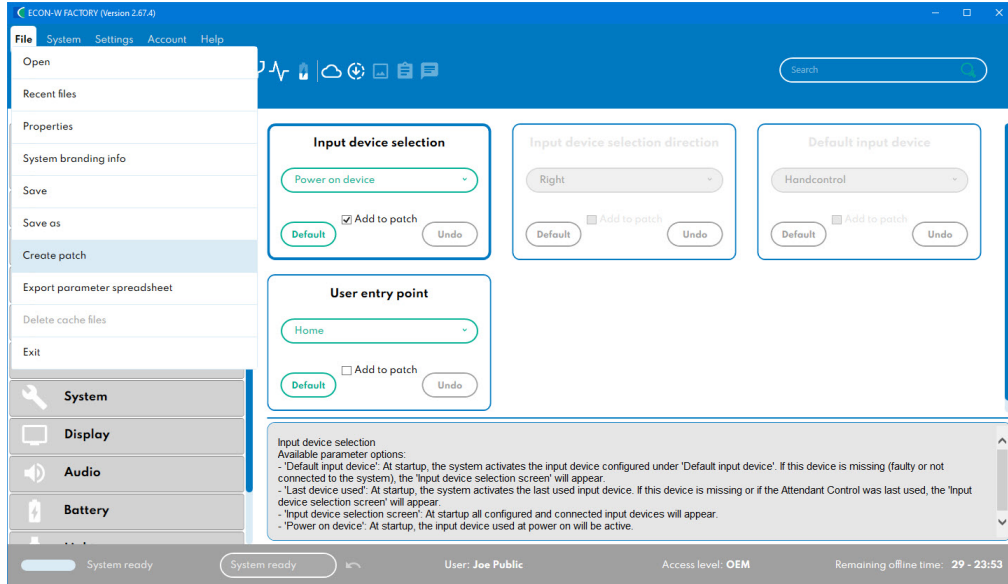 ECON-W FACTORY (Version 2.67.4)
File System Settings Account Help
Open
Recent files
Properties
System branding info
Save
Save as
Create patch
Export parameter spreadsheet
Delete cache files
Exit
Search
Input device selection
Power on device
Add to patch
Default
Undo
Input device selection direction
Right
Add to patch
Default
Undo
Default input device
Handcontrol
Add to patch
Default
Undo
User entry point
Home
Add to patch
Default
Undo
System
Display
Audio
Battery
Input device selection
Available parameter options:
- 'Default input device': At startup, the system activates the input device configured under 'Default input device'. If this device is missing (faulty or not
connected to the system), the 'Input device selection screen' will appear.
- 'Last device used': At startup, the system activates the last used input device. If this device is missing or if the Attendant Control was last used, the 'Input
device selection screen' will appear.
- 'Input device selection screen': At startup all configured and connected input devices will appear.
- 'Power on device': At startup, the input device used at power on will be active.
System ready
System ready
User: Joe Public
Access level: OEM
Remaining offline time: 29 - 23:53